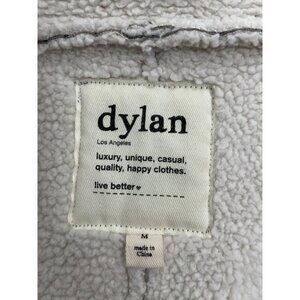 dylan
Los Angeles
luxury, unique, casual,
quality, happy clothes.
live better♥
M
made in
China